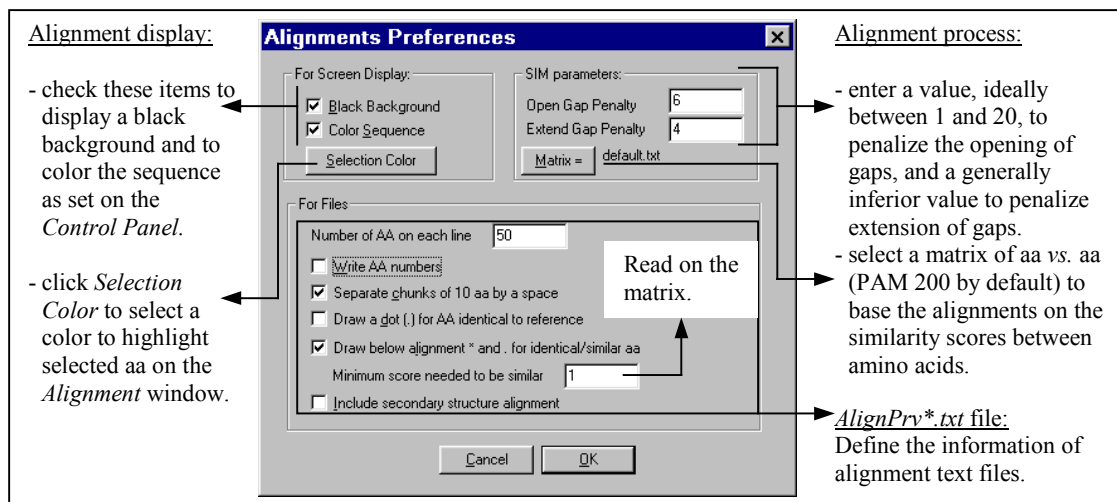 Alignment display:
- check these items to
display a black
background and to
color the sequence
as set on the
Control Panel.
- click Selection
Color to select a
color to highlight
selected aa on the
Alignment window.
Alignments Preferences
For Screen Display:
Black Background
Color Sequence
Selection Color
SIM parameters:
Open Gap Penalty 6
Extend Gap Penalty 4
Matrix = default.txt
For Files
Number of AA on each line 50
Write AA numbers
Separate chunks of 10 aa by a space
Draw a dot (.) for AA identical to reference
Draw below alignment * and . for identical/similar aa
Minimum score needed to be similar 1
Include secondary structure alignment
Read on the
matrix.
Cancel OK
Alignment process:
- enter a value, ideally
between 1 and 20, to
penalize the opening of
gaps, and a generally
inferior value to penalize
extension of gaps.
- select a matrix of aa vs. aa
(PAM 200 by default) to
base the alignments on the
similarity scores between
amino acids.
AlignPrv*.txt file:
Define the information of
alignment text files.